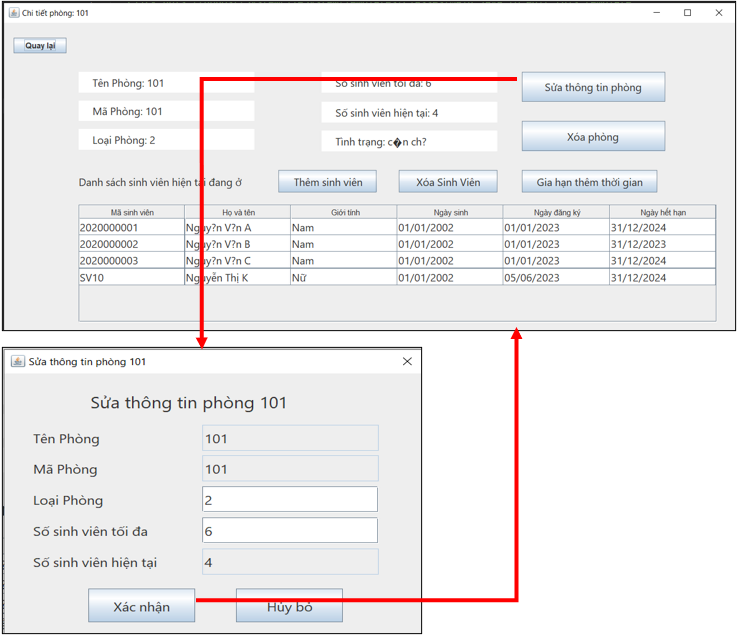 Chi tiết phòng: 101
Quay lại
Tên Phòng: 101 Số sinh viên tối đa: 6 Sửa thông tin phòng
Mã Phòng: 101 Số sinh viên hiện tại: 4 Xóa phòng
Loại Phòng: 2 Tình trạng: c�n ch?
Danh sách sinh viên hiện tại đang ở Thêm sinh viên Xóa Sinh Viên Gia hạn thêm thời gian
Mã sinh viên Họ và tên Giới tính Ngày sinh Ngày đăng ký Ngày hết hạn
2020000001 Nguy?n V?n A Nam 01/01/2002 01/01/2023 31/12/2024
2020000002 Nguy?n V?n B Nam 01/01/2002 01/01/2023 31/12/2023
2020000003 Nguy?n V?n C Nam 01/01/2002 01/01/2023 31/12/2024
SV10 Nguyễn Thị K Nữ 01/01/2002 05/06/2023 31/12/2024
Sửa thông tin phòng 101
Sửa thông tin phòng 101
Tên Phòng 101
Mã Phòng 101
Loại Phòng 2
Số sinh viên tối đa 6
Số sinh viên hiện tại 4
Xác nhận Hủy bỏ